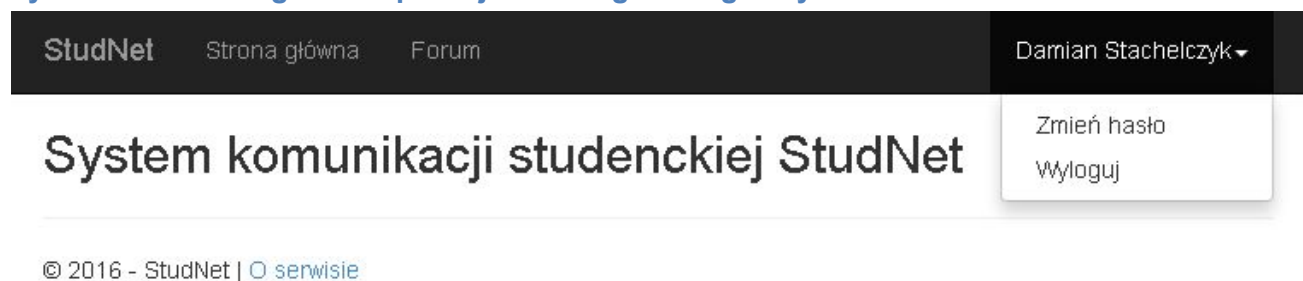 StudNet Strona główna Forum Damian Stachelczyk
Zmień hasło
System komunikacji studenckiej StudNet
Wyloguj
© 2016 - StudNet | O serwisie